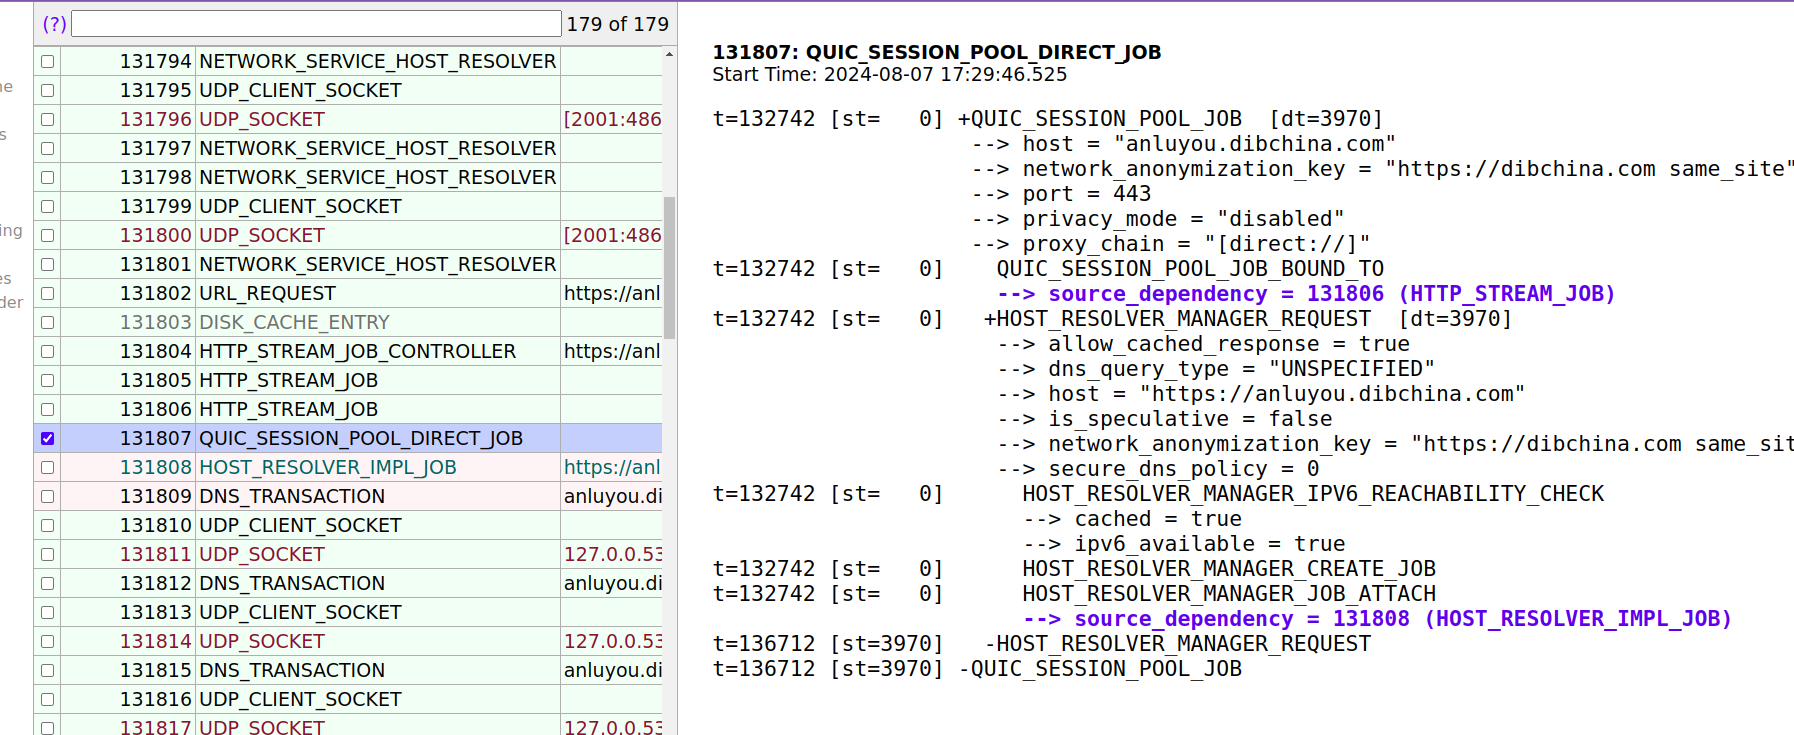 (?) 179 of 179
131794 NETWORK_SERVICE_HOST_RESOLVER
131795 UDP_CLIENT_SOCKET
131796 UDP_SOCKET [2001:486
131797 NETWORK_SERVICE_HOST_RESOLVER
131798 NETWORK_SERVICE_HOST_RESOLVER
131799 UDP_CLIENT_SOCKET
131800 UDP_SOCKET [2001:486
131801 NETWORK_SERVICE_HOST_RESOLVER
131802 URL_REQUEST https://anl
131803 DISK_CACHE_ENTRY
131804 HTTP_STREAM_JOB_CONTROLLER https://anl
131805 HTTP_STREAM_JOB
131806 HTTP_STREAM_JOB
131807 QUIC_SESSION_POOL_DIRECT_JOB
131808 HOST_RESOLVER_IMPL_JOB https://anl
131809 DNS_TRANSACTION anluyou.di
131810 UDP_CLIENT_SOCKET
131811 UDP_SOCKET 127.0.0.53
131812 DNS_TRANSACTION anluyou.di
131813 UDP_CLIENT_SOCKET
131814 UDP_SOCKET 127.0.0.53
131815 DNS_TRANSACTION anluyou.di
131816 UDP_CLIENT_SOCKET
131817 UDP_SOCKET 127.0.0.53
131807: QUIC_SESSION_POOL_DIRECT_JOB
Start Time: 2024-08-07 17:29:46.525
t=132742 [st=   0] +QUIC_SESSION_POOL_JOB  [dt=3970]
--> host = "anluyou.dibchina.com"
--> network_anonymization_key = "https://dibchina.com same_site"
--> port = 443
--> privacy_mode = "disabled"
--> proxy_chain = "[direct://]"
t=132742 [st=   0]    QUIC_SESSION_POOL_JOB_BOUND_TO
--> source_dependency = 131806 (HTTP_STREAM_JOB)
t=132742 [st=   0]   +HOST_RESOLVER_MANAGER_REQUEST  [dt=3970]
--> allow_cached_response = true
--> dns_query_type = "UNSPECIFIED"
--> host = "https://anluyou.dibchina.com"
--> is_speculative = false
--> network_anonymization_key = "https://dibchina.com same_sit
--> secure_dns_policy = 0
t=132742 [st=   0]      HOST_RESOLVER_MANAGER_IPV6_REACHABILITY_CHECK
--> cached = true
--> ipv6_available = true
t=132742 [st=   0]      HOST_RESOLVER_MANAGER_CREATE_JOB
t=132742 [st=   0]      HOST_RESOLVER_MANAGER_JOB_ATTACH
--> source_dependency = 131808 (HOST_RESOLVER_IMPL_JOB)
t=136712 [st=3970]   -HOST_RESOLVER_MANAGER_REQUEST
t=136712 [st=3970] -QUIC_SESSION_POOL_JOB